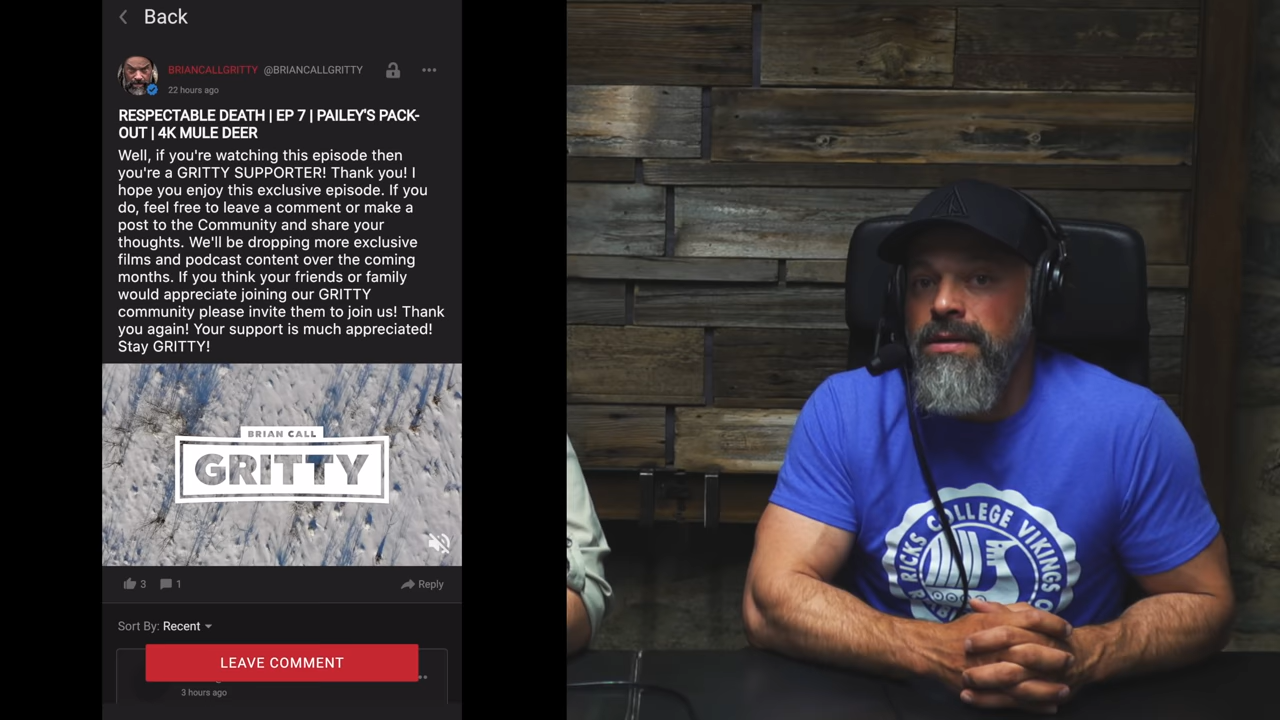 Back
BRIANCALLGRITTY @BRIANCALLGRITTY
22 hours ago
RESPECTABLE DEATH | EP 7 | PAILEY'S PACK-
OUT | 4K MULE DEER
Well, if you're watching this episode then
you're a GRITTY SUPPORTER! Thank you! I
hope you enjoy this exclusive episode. If you
do, feel free to leave a comment or make a
post to the Community and share your
thoughts. We'll be dropping more exclusive
films and podcast content over the coming
months. If you think your friends or family
would appreciate joining our GRITTY
community please invite them to join us! Thank
you again! Your support is much appreciated!
Stay GRITTY!
BRIAN CALL
GRITTY
3 1 Reply
Sort By: Recent
LEAVE COMMENT
3 hours ago
RICKS COLLEGE VIKINGS